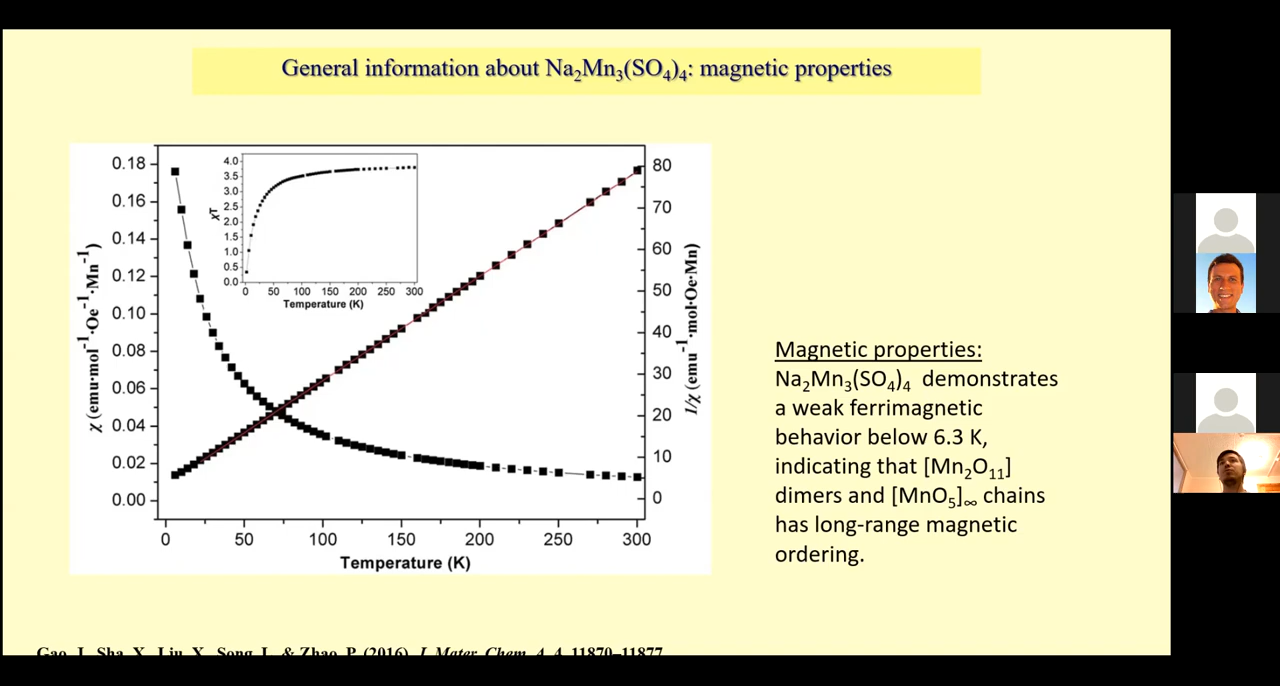 General information about Na₂Mn₃(SO₄)₄: magnetic properties
0.18
0.16
0.14
0.12
0.10
0.08
0.06
0.04
0.02
0.00
χ (emu·mol⁻¹·Oe⁻¹·Mn⁻¹)
4.0
3.5
3.0
2.5
2.0
1.5
1.0
0.5
0.0
χT
0 50 100 150 200 250 300
Temperature (K)
80
70
60
50
40
30
20
10
0
1/χ (emu⁻¹·mol·Oe·Mn)
0 50 100 150 200 250 300
Temperature (K)
Magnetic properties:
Na₂Mn₃(SO₄)₄ demonstrates
a weak ferrimagnetic
behavior below 6.3 K,
indicating that [Mn₂O₁₁]
dimers and [MnO₅]∞ chains
has long-range magnetic
ordering.
Gao, J., Sha, X., Liu, X., Song, L. & Zhao, P. (2016). J. Mater. Chem. 4, 4, 11870–11877